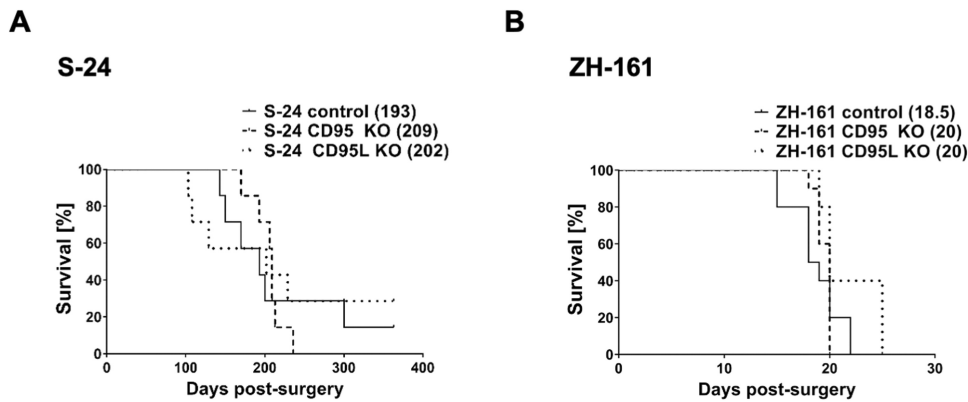 A
S-24
S-24 control (193)
S-24 CD95 KO (209)
S-24 CD95L KO (202)
Survival [%]
100
80
60
40
20
0
0 100 200 300 400
Days post-surgery
B
ZH-161
ZH-161 control (18.5)
ZH-161 CD95 KO (20)
ZH-161 CD95L KO (20)
Survival [%]
100
80
60
40
20
0
0 10 20 30
Days post-surgery